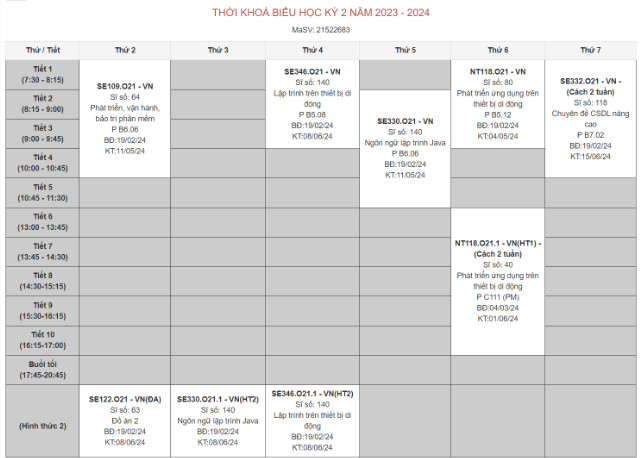 THỜI KHOÁ BIỂU HỌC KỲ 2 NĂM 2023 - 2024
MaSV: 21522683
Thứ / Tiết
Thứ 2
Thứ 3
Thứ 4
Thứ 5
Thứ 6
Thứ 7
Tiết 1
(7:30 - 8:15)
SE109.O21 - VN
Sĩ số: 64
Phát triển, vận hành,
bảo trì phần mềm
P B6.06
BĐ:19/02/24
KT:11/05/24
SE346.O21 - VN
Sĩ số: 140
Lập trình trên thiết bị di
động
P B5.08
BĐ:19/02/24
KT:08/06/24
NT118.O21 - VN
Sĩ số: 80
Phát triển ứng dụng trên
thiết bị di động
P B5.12
BĐ:19/02/24
KT:04/05/24
SE332.O21 - VN -
(Cách 2 tuần)
Sĩ số: 118
Chuyên đề CSDL nâng
cao
P B7.02
BĐ:19/02/24
KT:15/06/24
Tiết 2
(8:15 - 9:00)
SE330.O21 - VN
Sĩ số: 140
Ngôn ngữ lập trình Java
P B6.06
BĐ:19/02/24
KT:11/05/24
Tiết 3
(9:00 - 9:45)
Tiết 4
(10:00 - 10:45)
Tiết 5
(10:45 - 11:30)
Tiết 6
(13:00 - 13:45)
NT118.O21.1 - VN(HT1) -
(Cách 2 tuần)
Sĩ số: 40
Phát triển ứng dụng trên
thiết bị di động
P C111 (PM)
BĐ:04/03/24
KT:01/06/24
Tiết 7
(13:45 - 14:30)
Tiết 8
(14:30-15:15)
Tiết 9
(15:30-16:15)
Tiết 10
(16:15-17:00)
Buổi tối
(17:45-20:45)
(Hình thức 2)
SE122.O21 - VN(ĐA)
Sĩ số: 63
Đồ án 2
BĐ:19/02/24
KT:08/06/24
SE330.O21.1 - VN(HT2)
Sĩ số: 140
Ngôn ngữ lập trình Java
BĐ:19/02/24
KT:08/06/24
SE346.O21.1 - VN(HT2)
Sĩ số: 140
Lập trình trên thiết bị di
động
BĐ:19/02/24
KT:08/06/24